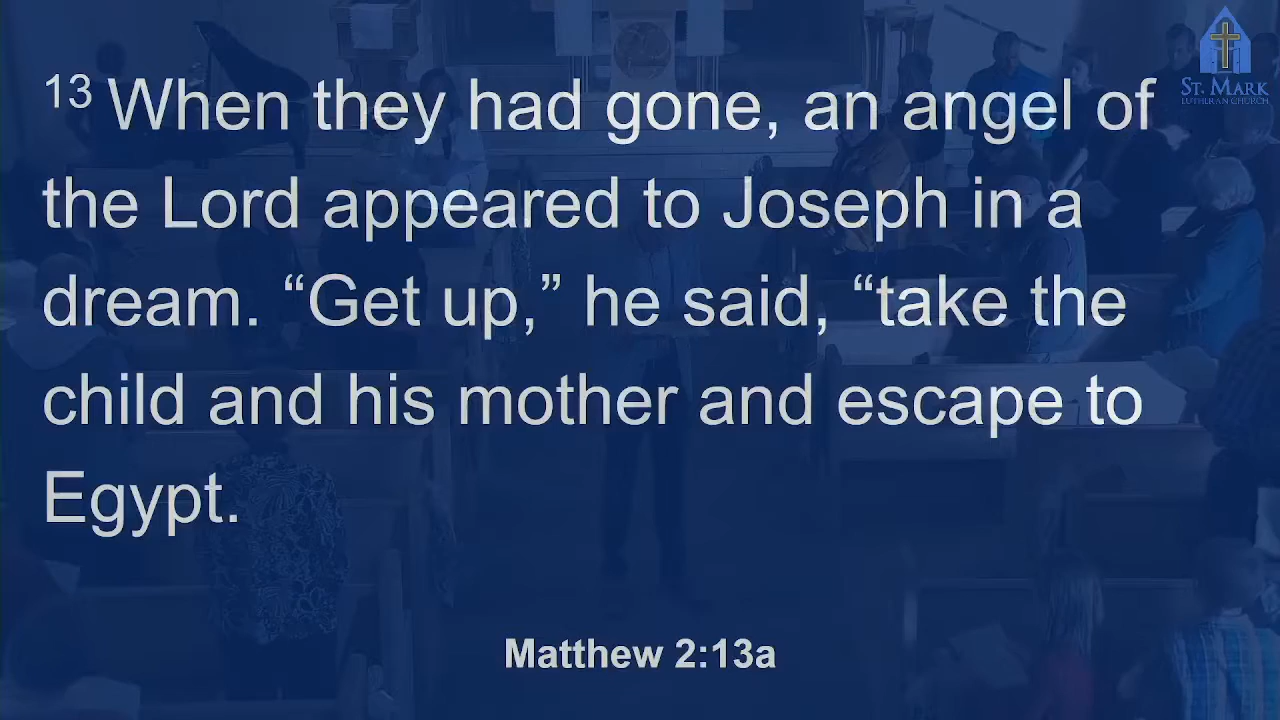 St. Mark
Lutheran Church
13 When they had gone, an angel of
the Lord appeared to Joseph in a
dream. “Get up,” he said, “take the
child and his mother and escape to
Egypt.
Matthew 2:13a